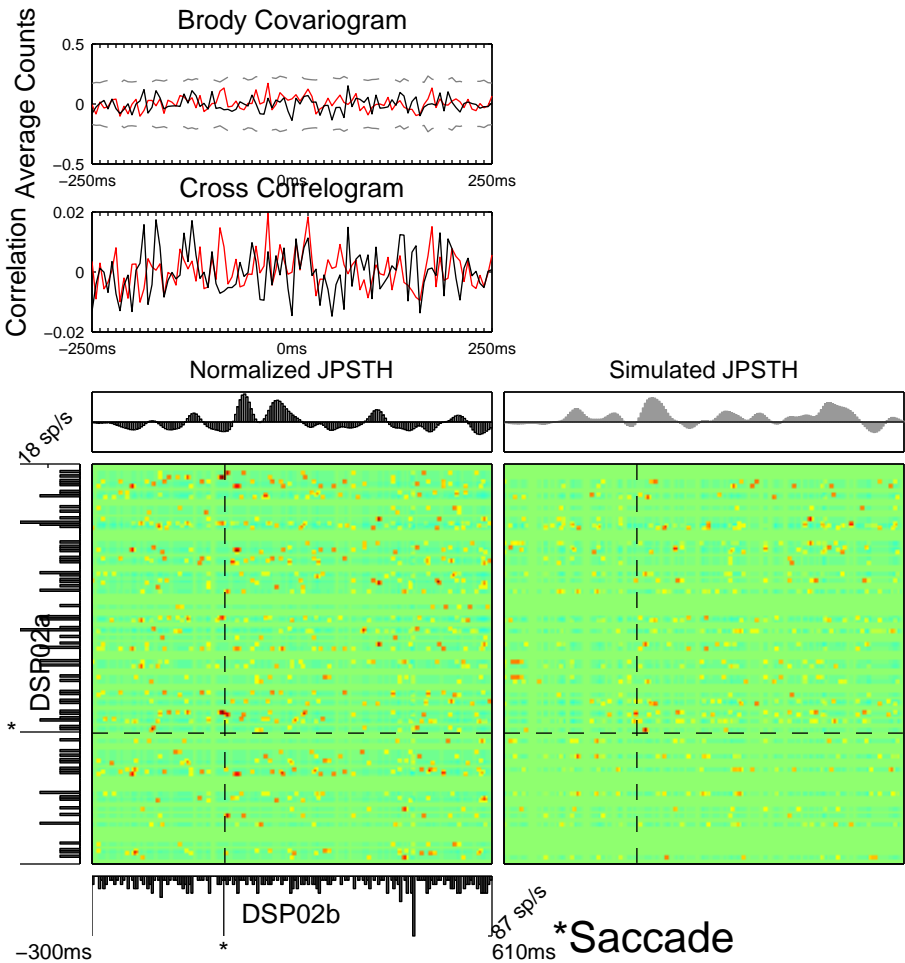 Brody Covariogram
Average Counts
0.5
0
−0.5
−250ms
0ms
250ms
Cross Correlogram
Correlation
0.02
0
−0.02
−250ms
0ms
250ms
Normalized JPSTH
Simulated JPSTH
18 sp/s
DSP02a
*
DSP02b
87 sp/s
−300ms
*
610ms
*Saccade